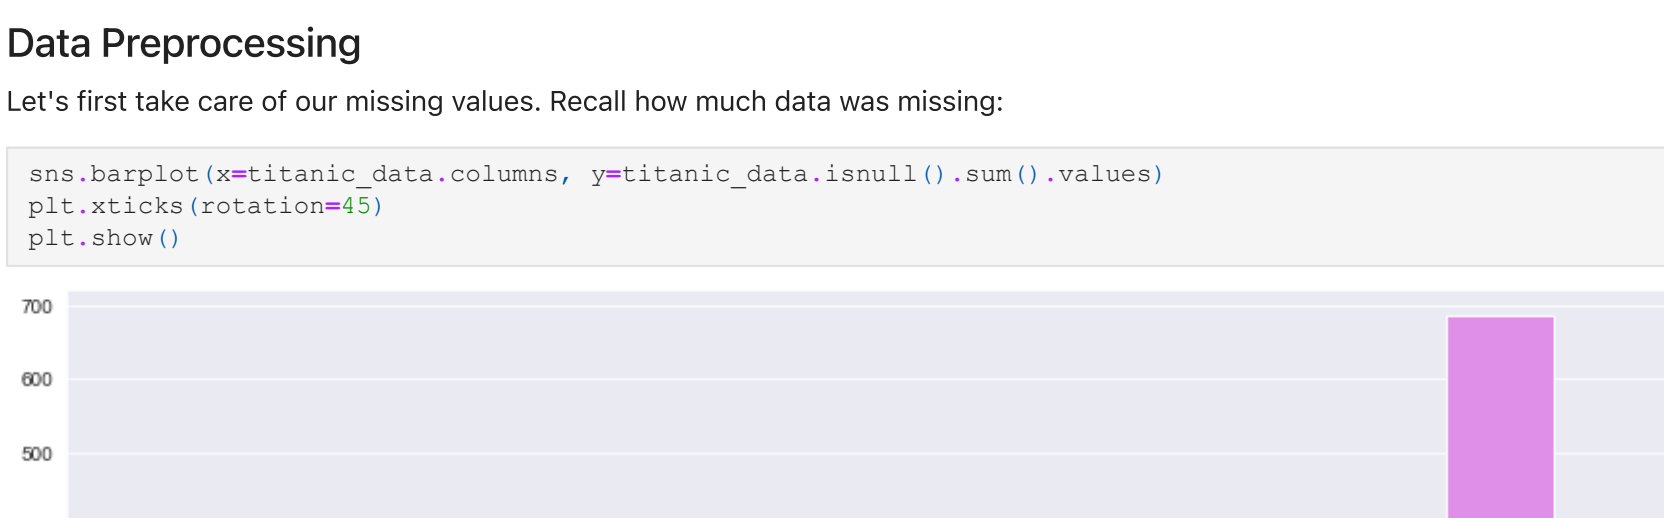 Data Preprocessing
Let's first take care of our missing values. Recall how much data was missing:
sns.barplot(x=titanic_data.columns, y=titanic_data.isnull().sum().values)
plt.xticks(rotation=45)
plt.show()
700
600
500